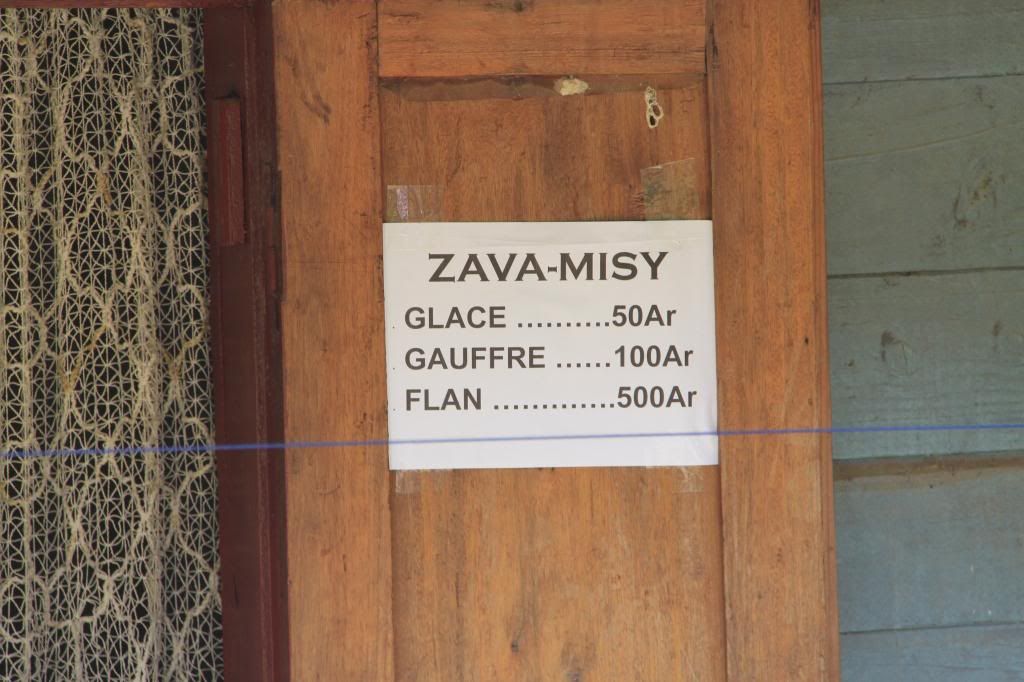 ZAVA-MISY
GLACE ..........50Ar
GAUFFRE ......100Ar
FLAN .............500Ar